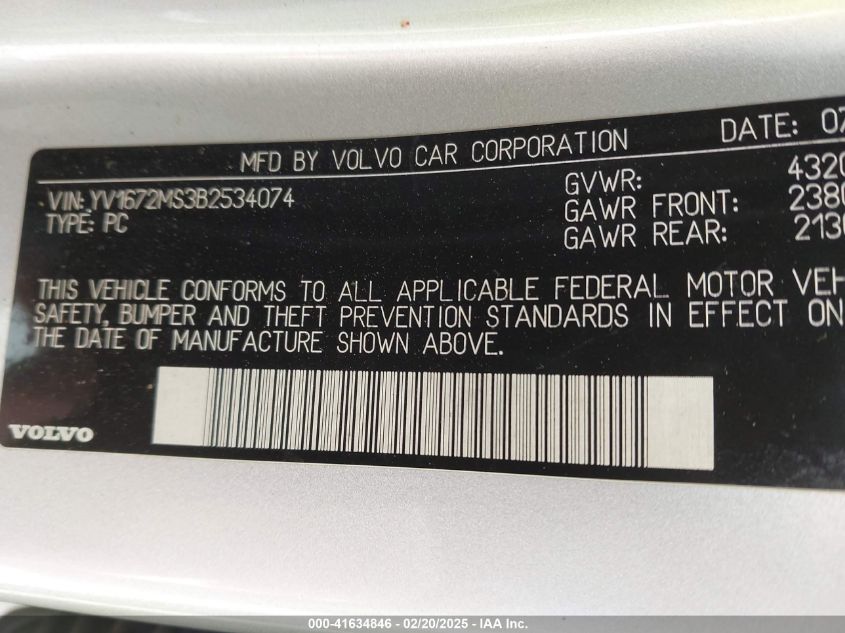 MFD BY VOLVO CAR CORPORATION DATE: 07
VIN: YV1672MS3B2534074
TYPE: PC
GVWR: 4320
GAWR FRONT: 2380
GAWR REAR: 2130
THIS VEHICLE CONFORMS TO ALL APPLICABLE FEDERAL MOTOR VEH
SAFETY, BUMPER AND THEFT PREVENTION STANDARDS IN EFFECT ON
THE DATE OF MANUFACTURE SHOWN ABOVE.
VOLVO
000-41634846 — 02/20/2025 — IAA Inc.